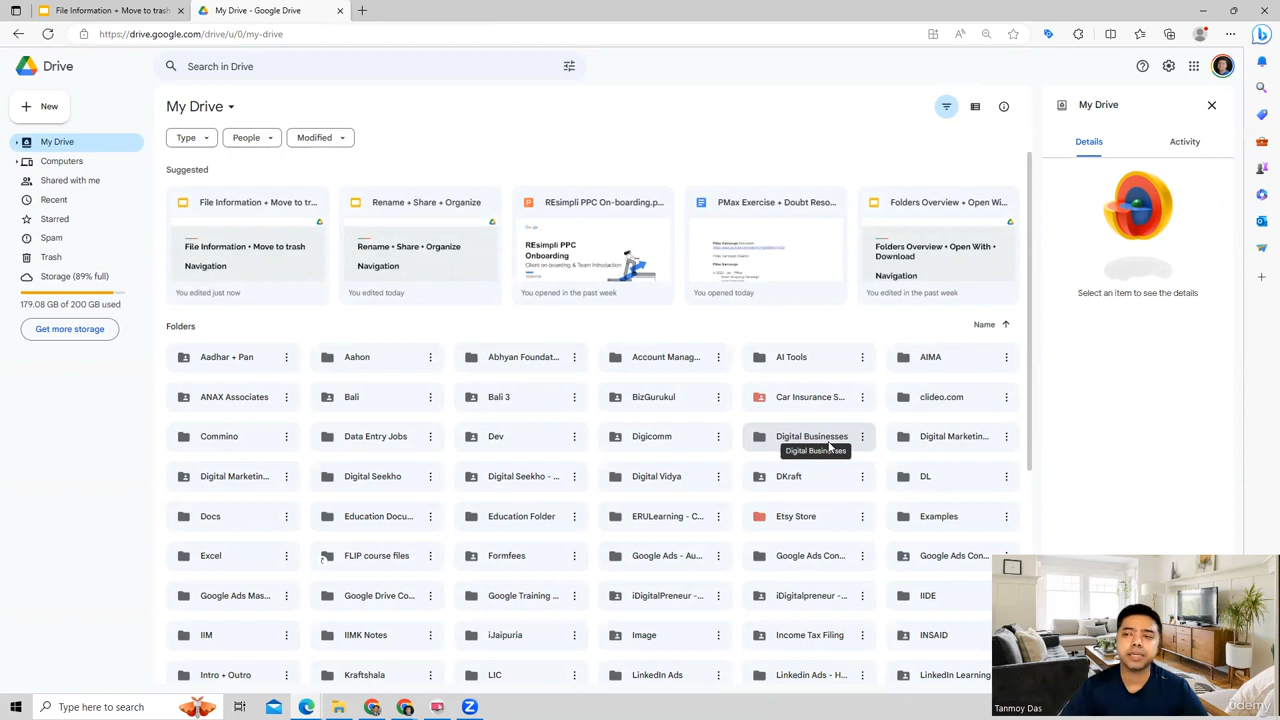 File Information + Move to trash
My Drive - Google Drive
https://drive.google.com/drive/u/0/my-drive
Drive
Search in Drive
New
My Drive
Computers
Shared with me
Recent
Starred
Spam
Trash
Storage (89% full)
179.08 GB of 200 GB used
Get more storage
My Drive
Type
People
Modified
Suggested
File Information + Move to tr...
Rename + Share + Organize
REsimpli PPC On-boarding.p...
PMax Exercise + Doubt Reso...
Folders Overview + Open Wi...
File Information + Move to trash
Navigation
You edited just now
Rename + Share + Organize
Navigation
You edited today
REsimpli PPC
Onboarding
Client on-boarding & Team Introduction
You opened in the past week
You opened today
Folders Overview + Open With +
Download
Navigation
You edited in the past week
Folders
Name
Aadhar + Pan
Aahon
Abhyan Foundat...
Account Manag...
AI Tools
AIMA
ANAX Associates
Bali
Bali 3
BizGurukul
Car Insurance S...
clideo.com
Commino
Data Entry Jobs
Dev
Digicomm
Digital Businesses
Digital Marketin...
Digital Businesses
Digital Marketin...
Digital Seekho
Digital Seekho - ...
Digital Vidya
DKraft
DL
Docs
Education Docu...
Education Folder
ERULearning - C...
Etsy Store
Examples
Excel
FLIP course files
Formfees
Google Ads - Au...
Google Ads Con...
Google Ads Con
Google Ads Mas...
Google Drive Co...
Google Training ...
iDigitalPreneur -...
iDigitalpreneur -...
IIDE
IIM
IIMK Notes
iJaipuria
Image
Income Tax Filing
INSAID
Intro + Outro
Kraftshala
LIC
Linkedin Ads
Linkedin Ads - H...
LinkedIn Learning
My Drive
Details
Activity
Select an item to see the details
Tanmoy Das
udemy
Type here to search